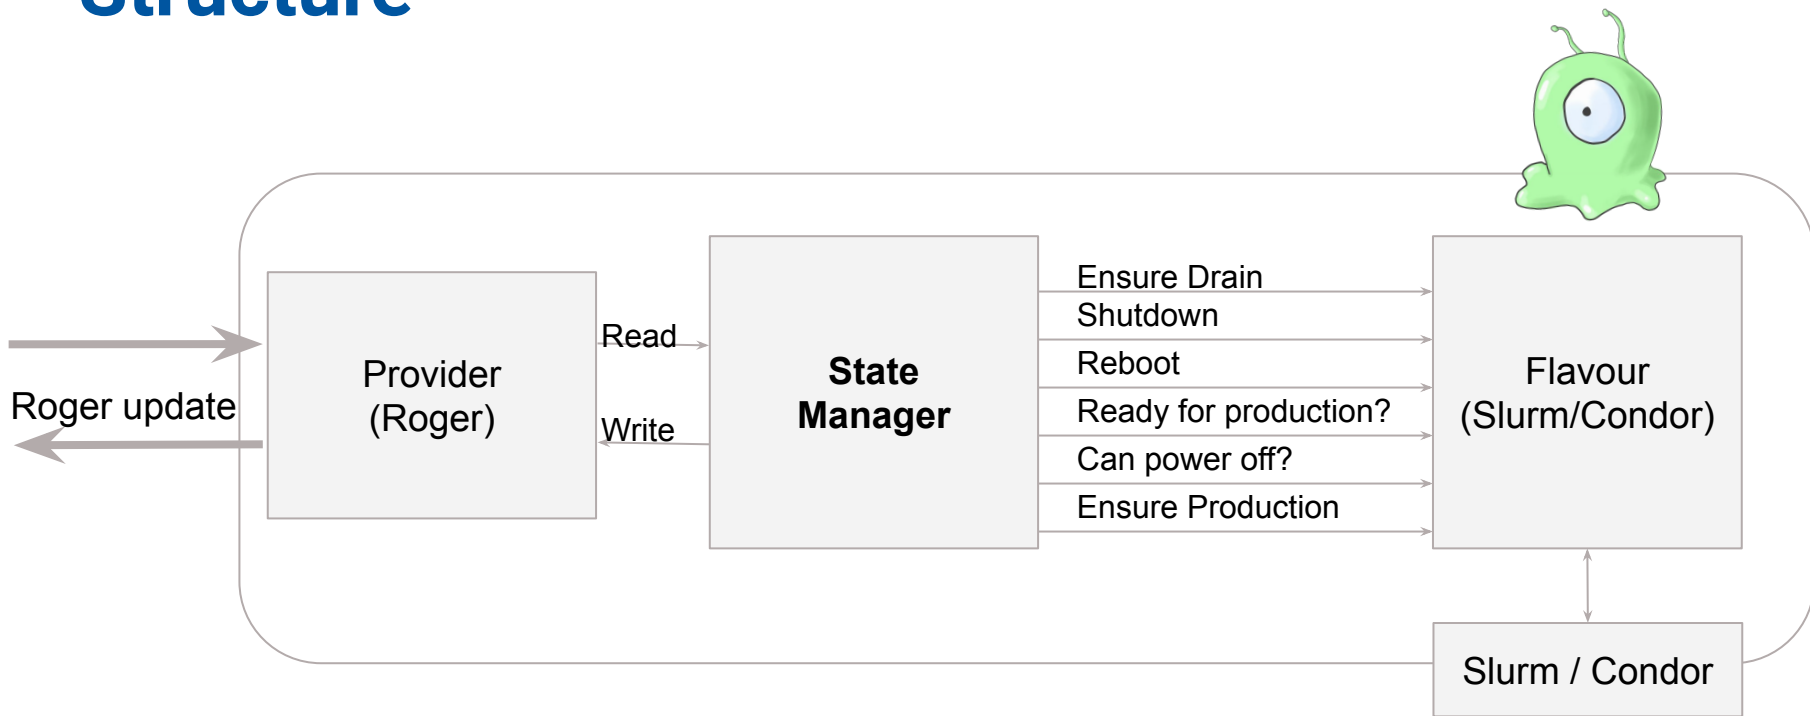 Structure
Roger update
Provider
(Roger)
Read
Write
State
Manager
Ensure Drain
Shutdown
Reboot
Ready for production?
Can power off?
Ensure Production
Flavour
(Slurm/Condor)
Slurm / Condor